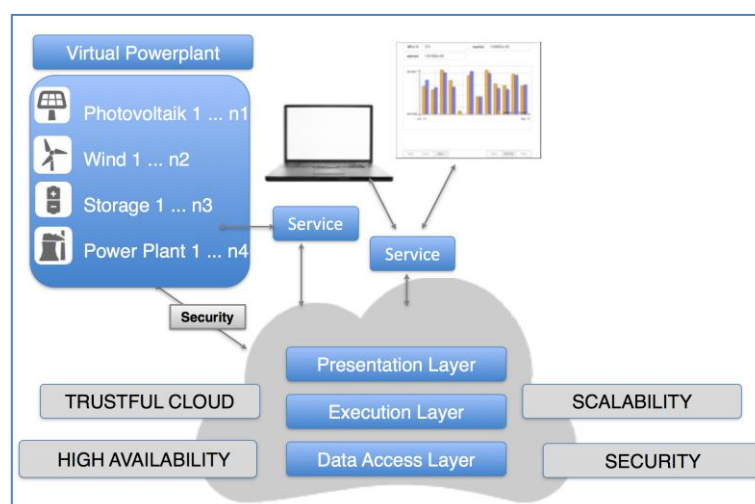 Virtual Powerplant
Photovoltaik 1 ... n1
Wind 1 ... n2
Storage 1 ... n3
Power Plant 1 ... n4
Service
Service
Security
Presentation Layer
TRUSTFUL CLOUD
Execution Layer
SCALABILITY
HIGH AVAILABILITY
Data Access Layer
SECURITY